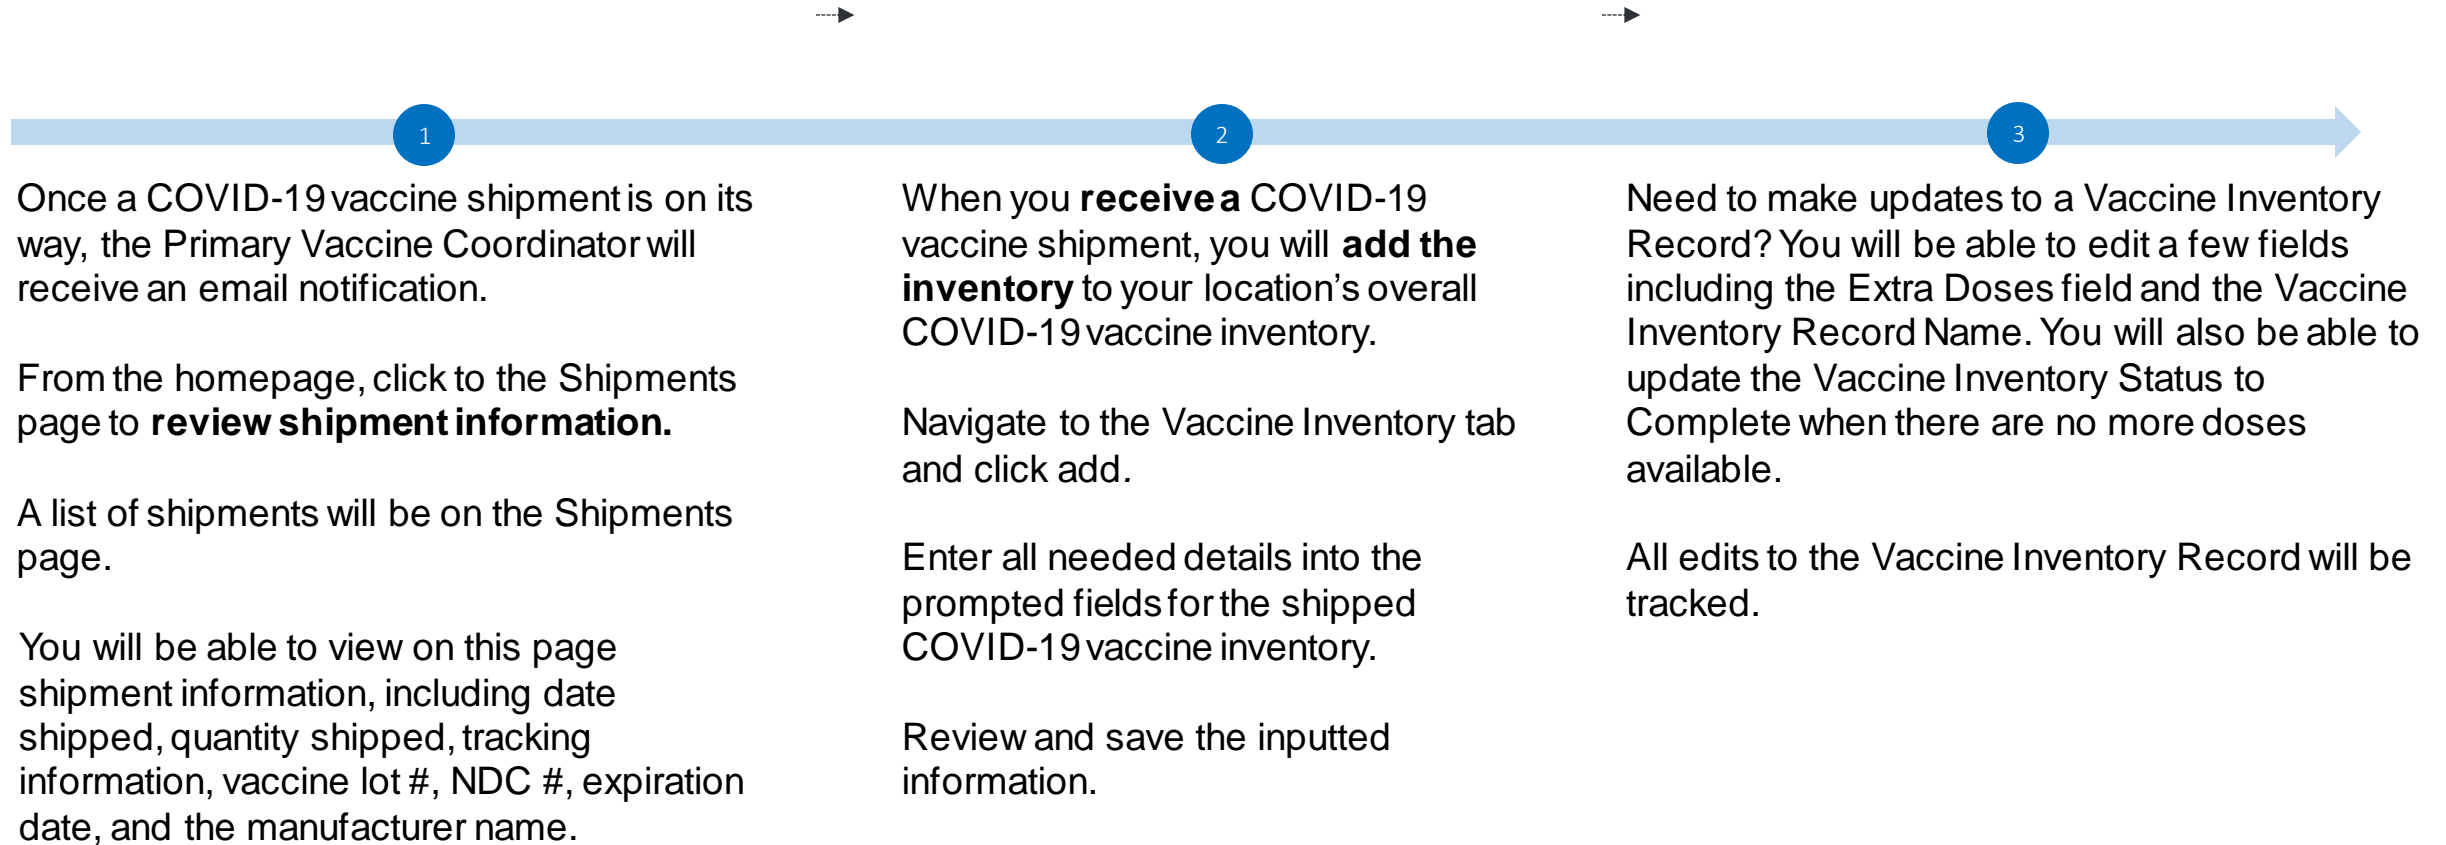 1
Once a COVID-19 vaccine shipment is on its
way, the Primary Vaccine Coordinator will
receive an email notification.
From the homepage, click to the Shipments
page to review shipment information.
A list of shipments will be on the Shipments
page.
You will be able to view on this page
shipment information, including date
shipped, quantity shipped, tracking
information, vaccine lot #, NDC #, expiration
date, and the manufacturer name.
2
When you receive a COVID-19
vaccine shipment, you will add the
inventory to your location’s overall
COVID-19 vaccine inventory.
Navigate to the Vaccine Inventory tab
and click add.
Enter all needed details into the
prompted fields for the shipped
COVID-19 vaccine inventory.
Review and save the inputted
information.
3
Need to make updates to a Vaccine Inventory
Record? You will be able to edit a few fields
including the Extra Doses field and the Vaccine
Inventory Record Name. You will also be able to
update the Vaccine Inventory Status to
Complete when there are no more doses
available.
All edits to the Vaccine Inventory Record will be
tracked.